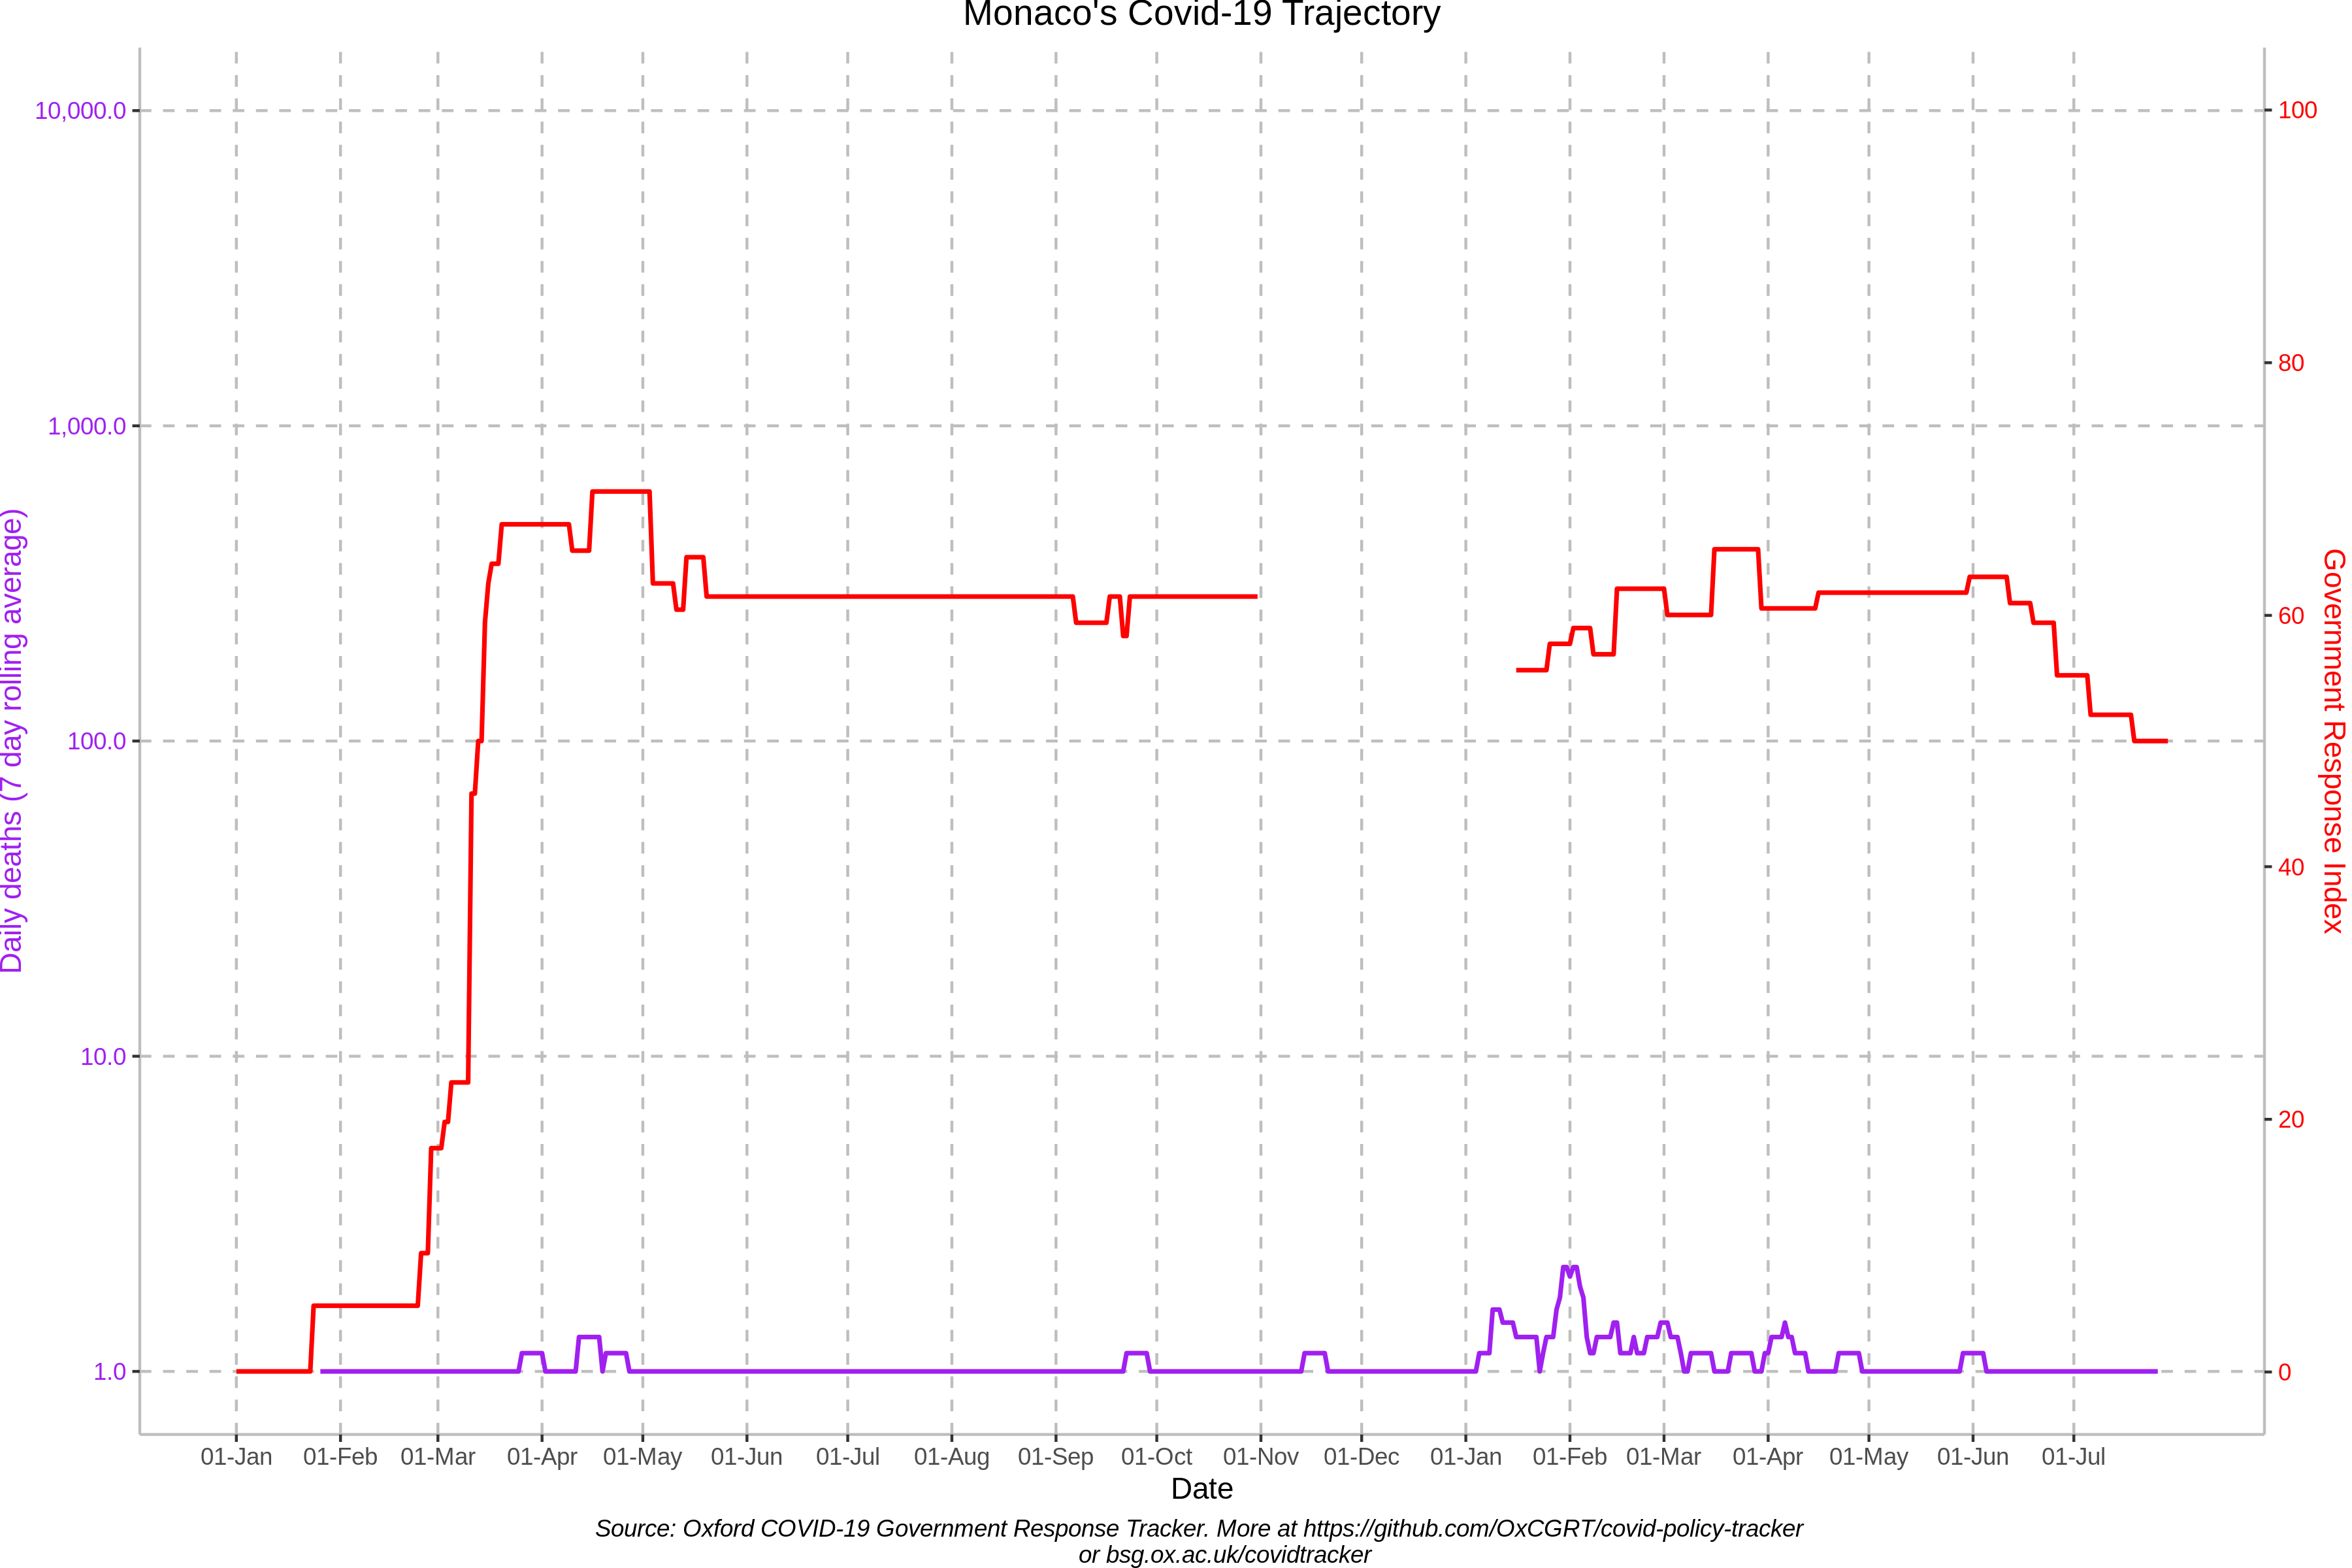 Monaco's Covid-19 Trajectory
10,000.0
1,000.0
100.0
10.0
1.0
Daily deaths (7 day rolling average)
100
80
60
40
20
0
Government Response Index
01-Jan 01-Feb 01-Mar 01-Apr 01-May 01-Jun 01-Jul 01-Aug 01-Sep 01-Oct 01-Nov 01-Dec 01-Jan 01-Feb 01-Mar 01-Apr 01-May 01-Jun 01-Jul
Date
Source: Oxford COVID-19 Government Response Tracker. More at https://github.com/OxCGRT/covid-policy-tracker
or bsg.ox.ac.uk/covidtracker